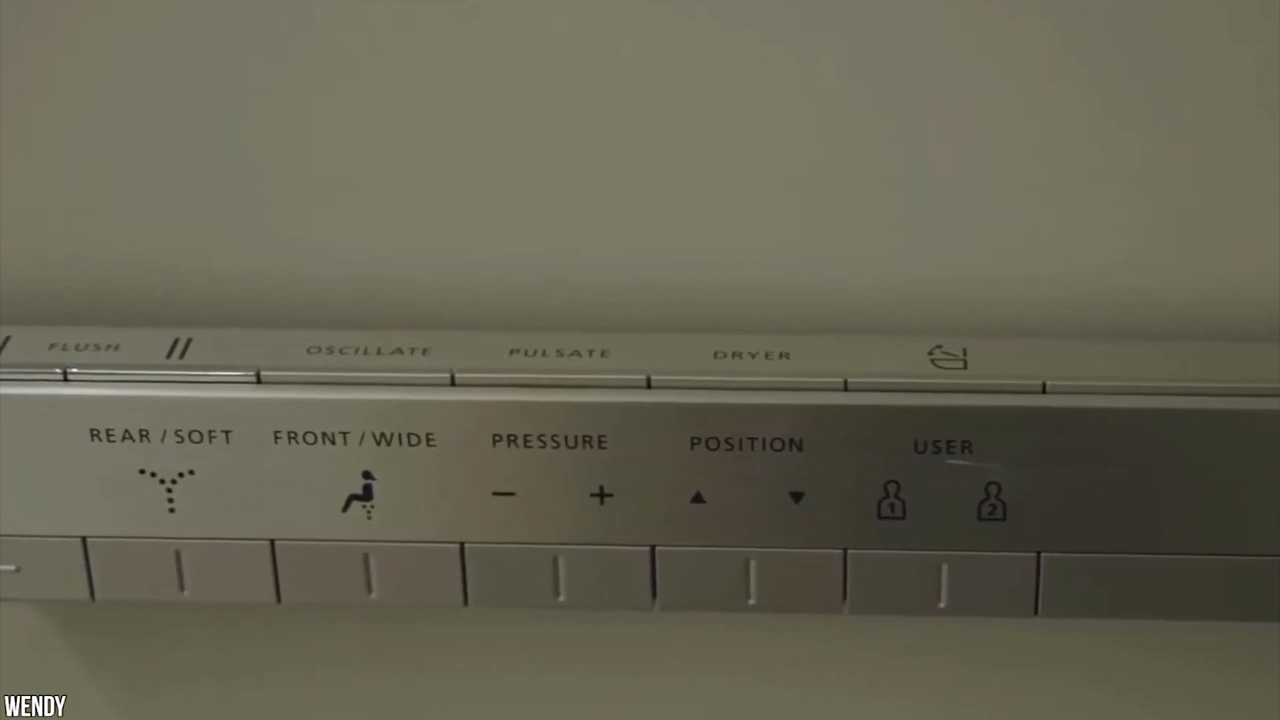 FLUSH // OSCILLATE PULSATE DRYER
REAR / SOFT FRONT / WIDE PRESSURE POSITION USER
- + ▲ ▼ 1 2
WENDY